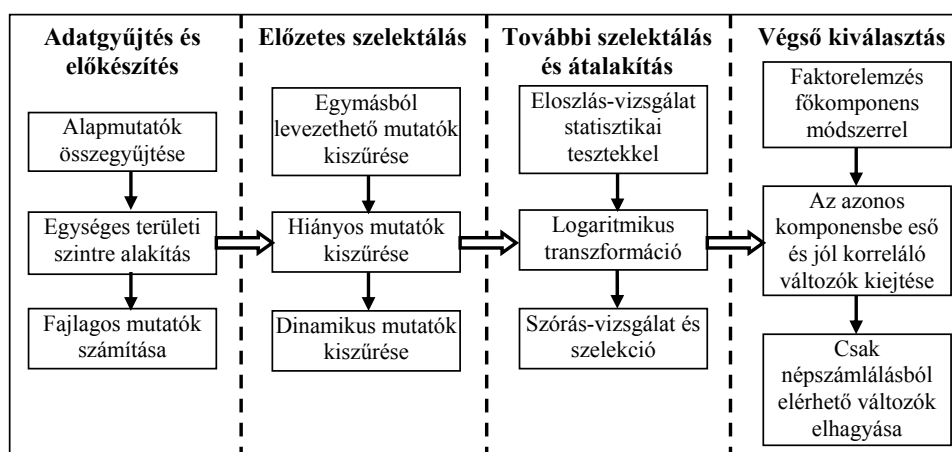 Adatgyűjtés és
előkészítés
Alapmutatók
összegyűjtése
Egységes területi
szintre alakítás
Fajlagos mutatók
számítása
Előzetes szelektálás
Egymásból
levezethető mutatók
kiszűrése
Hiányos mutatók
kiszűrése
Dinamikus mutatók
kiszűrése
További szelektálás
és átalakítás
Eloszlás-vizsgálat
statisztikai
tesztekkel
Logaritmikus
transzformáció
Szórás-vizsgálat és
szelekció
Végső kiválasztás
Faktorelemzés
főkomponens
módszerrel
Az azonos
komponensbe eső
és jól korreláló
változók kiejtése
Csak
népszámlálásból
elérhető változók
elhagyása